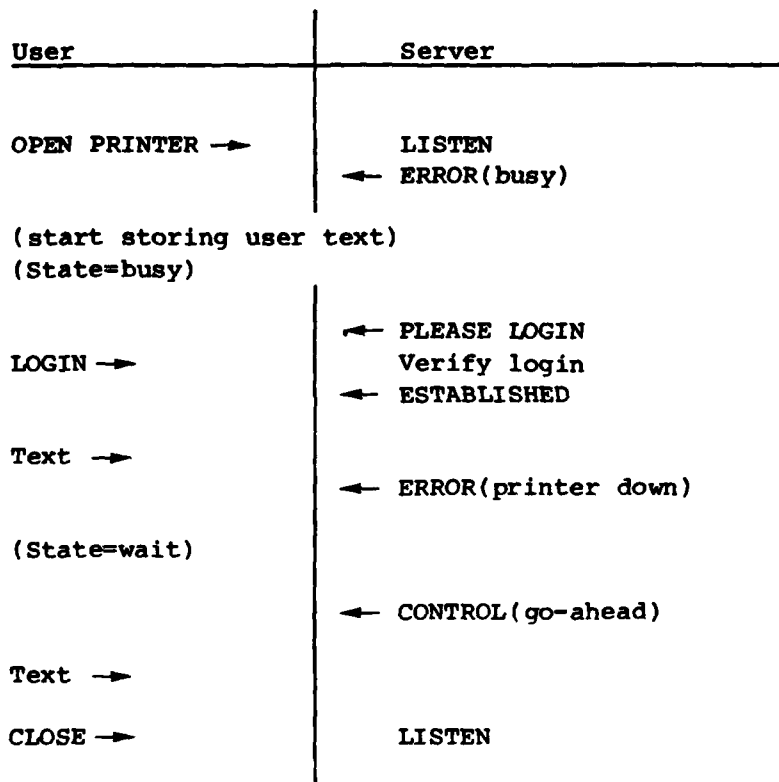 User Server
OPEN PRINTER → LISTEN
← ERROR(busy)
(start storing user text)
(State=busy)
← PLEASE LOGIN
LOGIN → Verify login
← ESTABLISHED
Text →
← ERROR(printer down)
(State=wait)
← CONTROL(go-ahead)
Text →
CLOSE → LISTEN